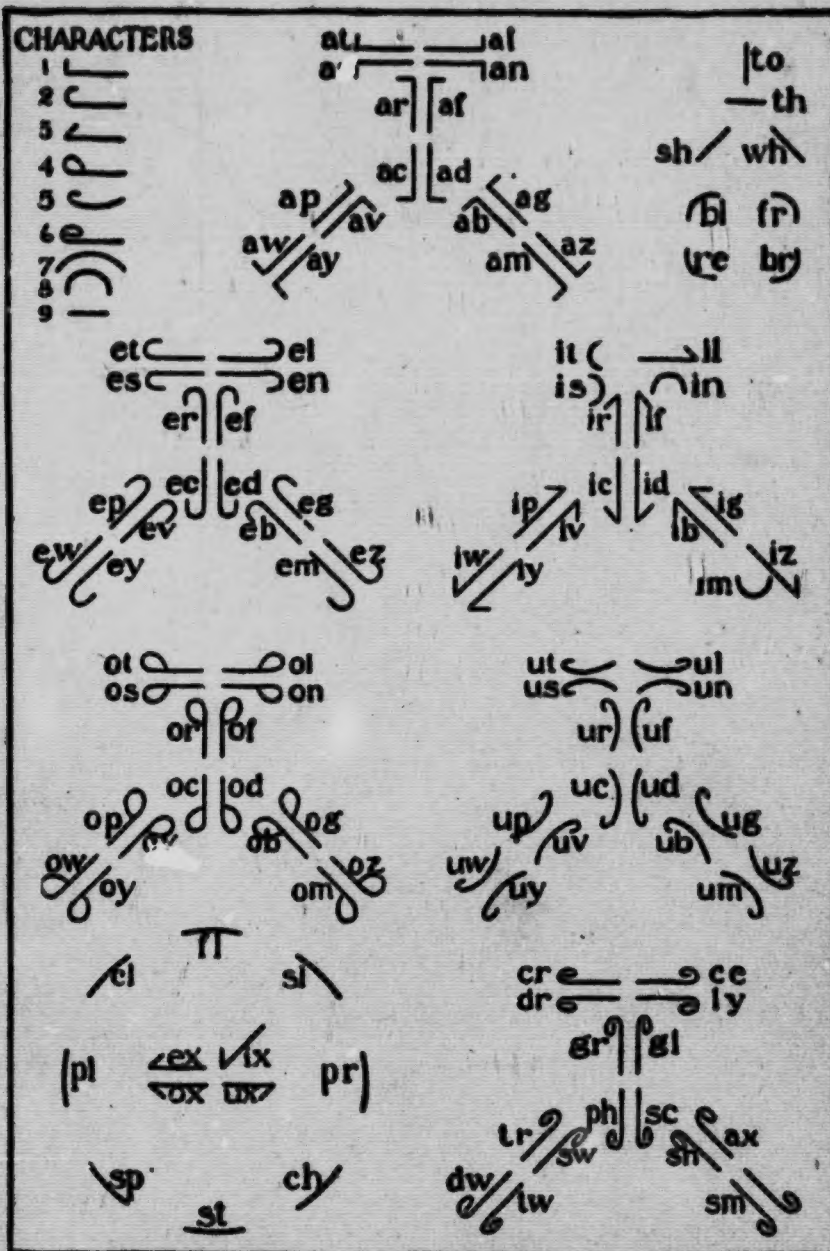 CHARACTERS
1
2
3
4
5
6
7
8
9
at al
a an
ar af
ac ad
ap av ab ag
aw ay am az
to
th
sh wh
bl fr
re br
et el
es en
er ef
ec ed
ep ev eb eg
ew ey em ez
it il
is in
ir if
ic id
ip iv ib ig
iw iy im iz
ot ol
os on
or of
oc od
op ob og
ow oy om oz
ut ul
us un
ur uf
uc ud
up uv ub ug
uw uy um uz
fl
cl sl
pl ex ix pr
ox ux
sp ch
st
cr ce
dr ly
gr gl
ph sc
tr sw sn ax
dw tw sm